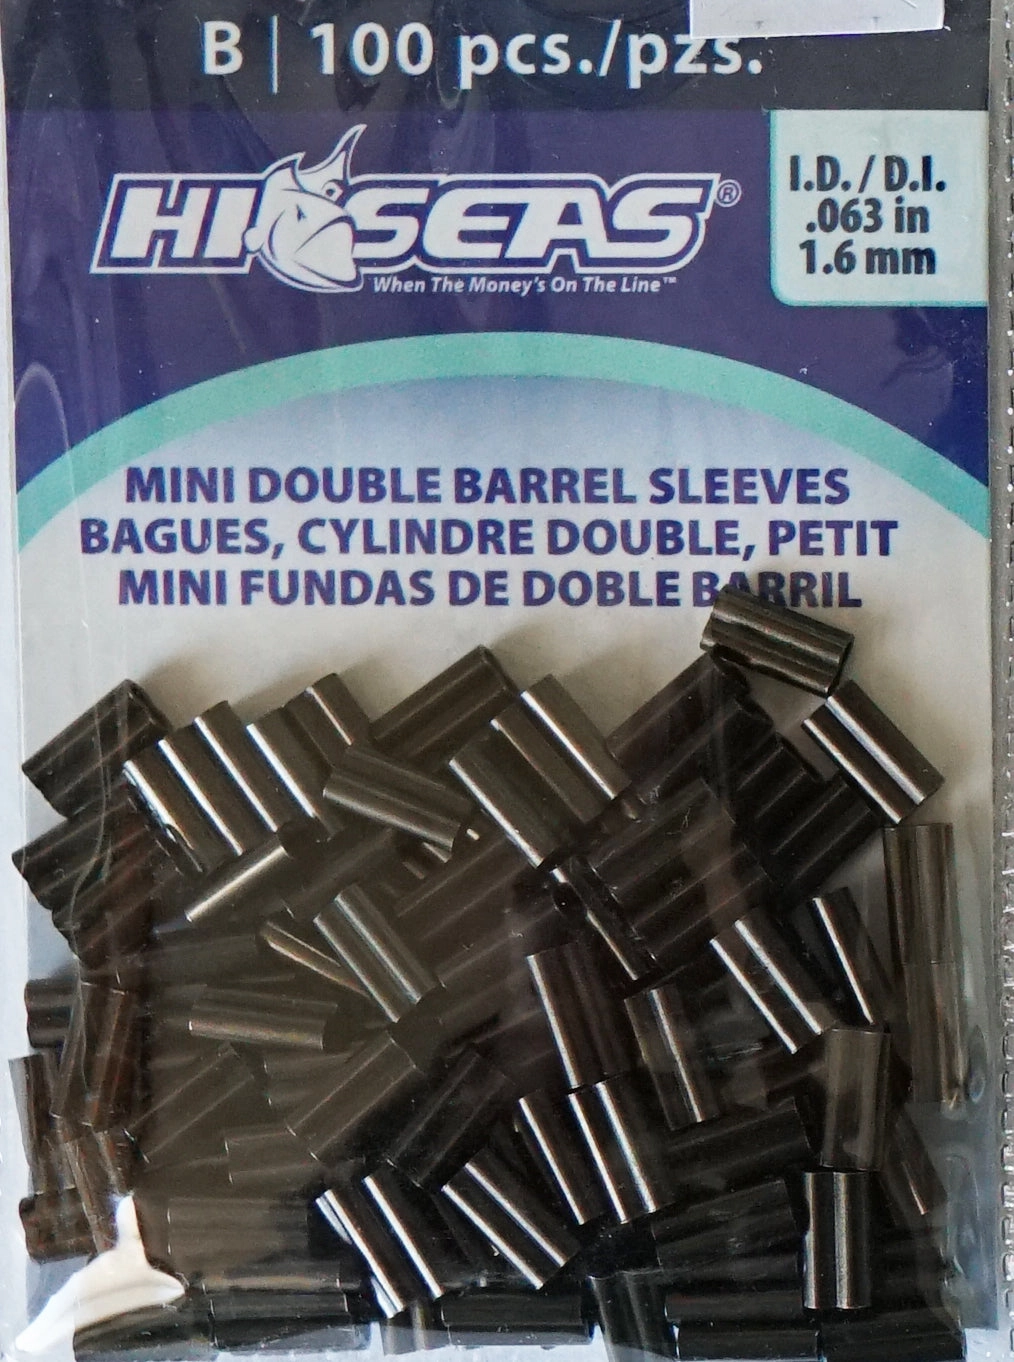 B | 100 pcs./pzs.
HI-SEAS®
When The Money's On The Line™
I.D. / D.I.
.063 in
1.6 mm
MINI DOUBLE BARREL SLEEVES
BAGUES, CYLINDRE DOUBLE, PETIT
MINI FUNDAS DE DOBLE BARRIL